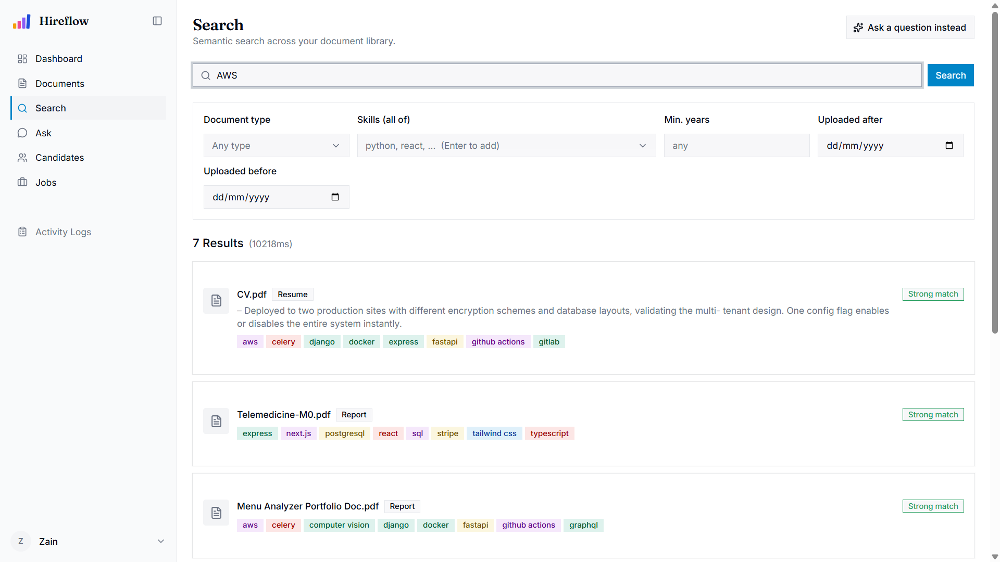 Hireflow
Dashboard
Documents
Search
Ask
Candidates
Jobs
Activity Logs
Z
Zain
Search
Semantic search across your document library.
Ask a question instead
AWS
Search
Document type
Any type
Skills (all of)
python, react, ... (Enter to add)
Min. years
any
Uploaded after
dd/mm/yyyy
Uploaded before
dd/mm/yyyy
7 Results (10218ms)
CV.pdf Resume
Strong match
– Deployed to two production sites with different encryption schemes and database layouts, validating the multi- tenant design. One config flag enables
or disables the entire system instantly.
aws celery django docker express fastapi github actions gitlab
Telemedicine-M0.pdf Report
Strong match
express next.js postgresql react sql stripe tailwind css typescript
Menu Analyzer Portfolio Doc.pdf Report
Strong match
aws celery computer vision django docker fastapi github actions graphql